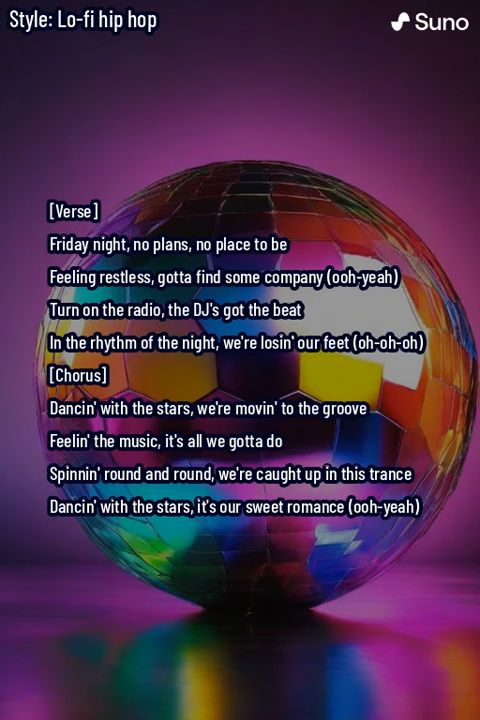 Style: Lo-fi hip hop
Suno
[Verse]
Friday night, no plans, no place to be
Feeling restless, gotta find some company (ooh-yeah)
Turn on the radio, the DJ's got the beat
In the rhythm of the night, we're losin' our feet (oh-oh-oh)
[Chorus]
Dancin' with the stars, we're movin' to the groove
Feelin' the music, it's all we gotta do
Spinnin' round and round, we're caught up in this trance
Dancin' with the stars, it's our sweet romance (ooh-yeah)